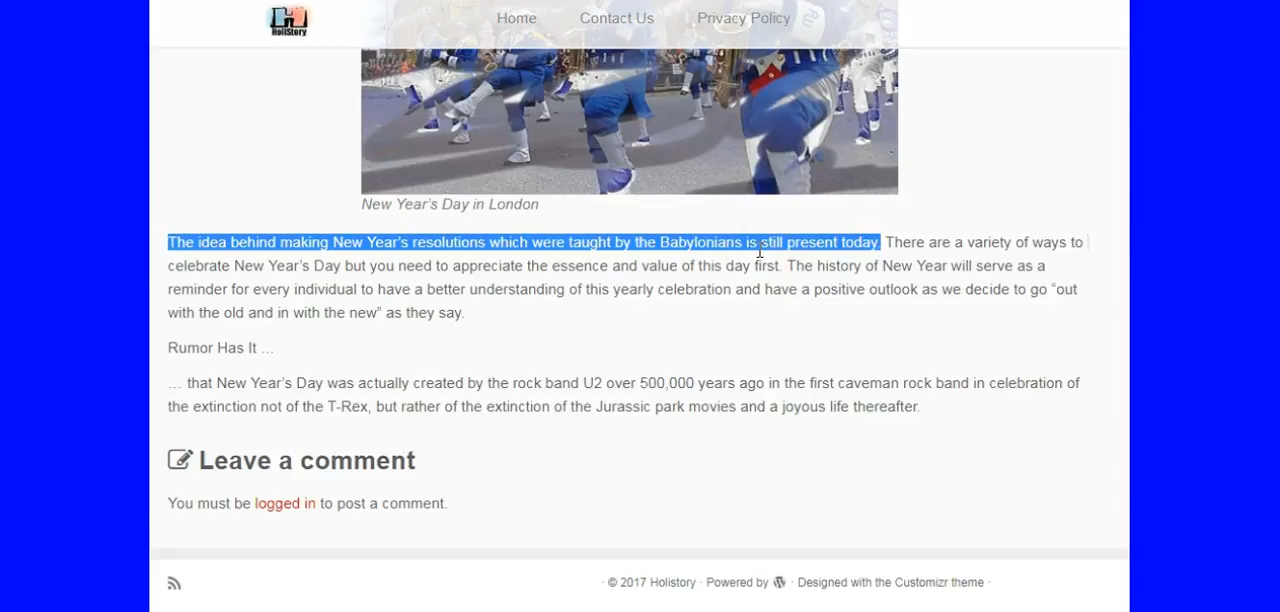 HollStory
Home Contact Us Privacy Policy
New Year's Day in London
The idea behind making New Year's resolutions which were taught by the Babylonians is still present today. There are a variety of ways to
celebrate New Year's Day but you need to appreciate the essence and value of this day first. The history of New Year will serve as a
reminder for every individual to have a better understanding of this yearly celebration and have a positive outlook as we decide to go “out
with the old and in with the new” as they say.
Rumor Has It …
… that New Year's Day was actually created by the rock band U2 over 500,000 years ago in the first caveman rock band in celebration of
the extinction not of the T-Rex, but rather of the extinction of the Jurassic park movies and a joyous life thereafter.
Leave a comment
You must be logged in to post a comment.
· © 2017 Holistory · Powered by · Designed with the Customizr theme ·